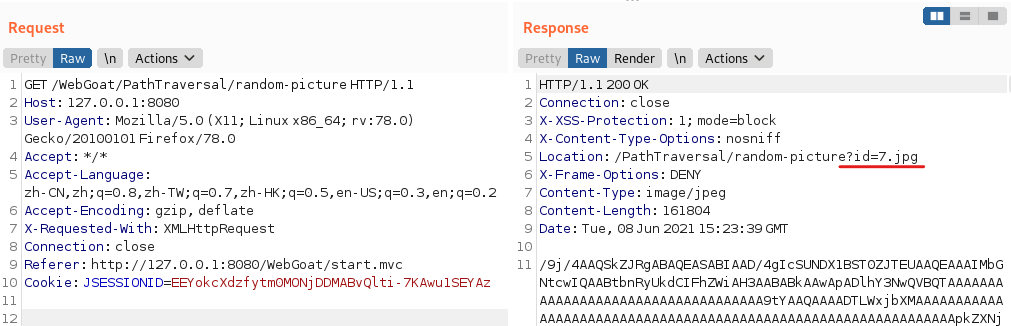 Request
Pretty Raw \n Actions
1 GET /WebGoat/PathTraversal/random-picture HTTP/1.1
2 Host: 127.0.0.1:8080
3 User-Agent: Mozilla/5.0 (X11; Linux x86_64; rv:78.0)
Gecko/20100101 Firefox/78.0
4 Accept: */*
5 Accept-Language:
zh-CN,zh;q=0.8,zh-TW;q=0.7,zh-HK;q=0.5,en-US;q=0.3,en;q=0.2
6 Accept-Encoding: gzip, deflate
7 X-Requested-With: XMLHttpRequest
8 Connection: close
9 Referer: http://127.0.0.1:8080/WebGoat/start.mvc
10 Cookie: JSESSIONID=EEYokcXdzfytmOMONjDDMABvQlti-7KAwu1SEYAz
11
12
Response
Pretty Raw Render \n Actions
1 HTTP/1.1 200 OK
2 Connection: close
3 X-XSS-Protection: 1; mode=block
4 X-Content-Type-Options: nosniff
5 Location: /PathTraversal/random-picture?id=7.jpg
6 X-Frame-Options: DENY
7 Content-Type: image/jpeg
8 Content-Length: 161804
9 Date: Tue, 08 Jun 2021 15:23:39 GMT
10
11 /9j/4AAQSkZJRgABAQEASABIAAD/4gIcSUNDX1BST0ZJTEUAAQEAAAIMbG
NtcwIQAABtbnRyUkdCIFhZWiAH3AABABkAAwApADlhY3NwQVBQTAAAAAAA